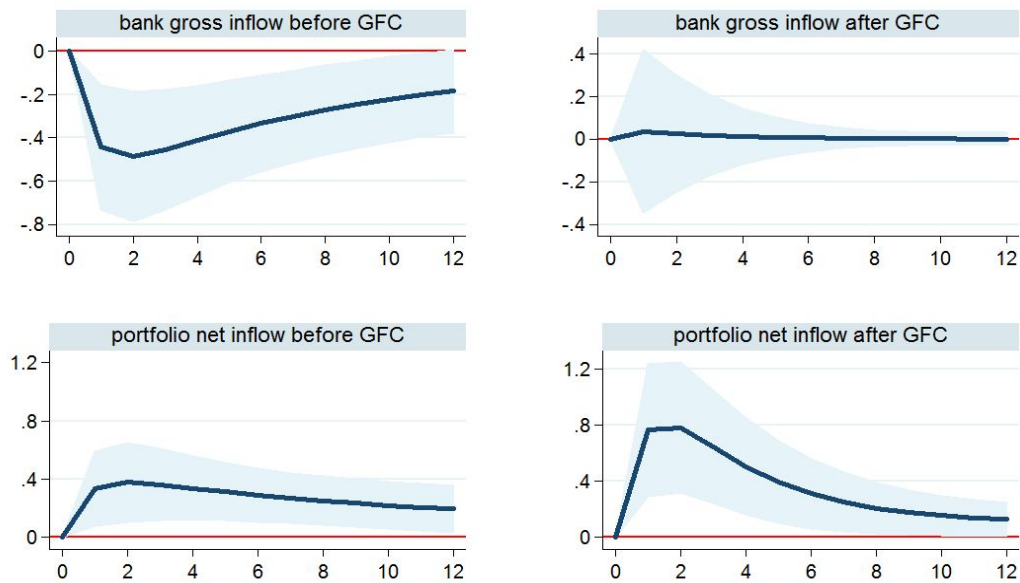 bank gross inflow before GFC
0
-.2
-.4
-.6
-.8
0 2 4 6 8 10 12
bank gross inflow after GFC
.4
.2
0
-.2
-.4
0 2 4 6 8 10 12
portfolio net inflow before GFC
1.2
.8
.4
0
0 2 4 6 8 10 12
portfolio net inflow after GFC
1.2
.8
.4
0
0 2 4 6 8 10 12